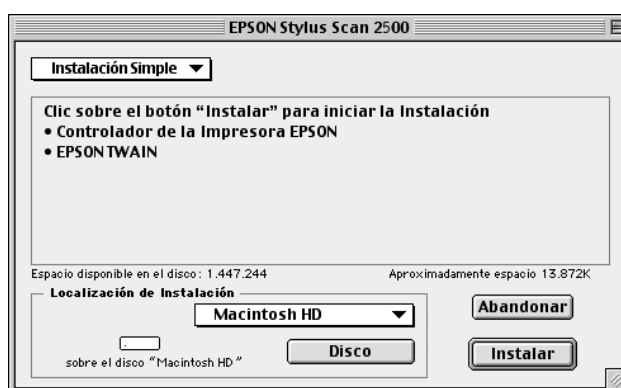 EPSON Stylus Scan 2500
Instalación Simple
Clic sobre el botón “Instalar” para iniciar la Instalación
• Controlador de la Impresora EPSON
• EPSON TWAIN
Espacio disponible en el disco: 1.447.244
Aproximadamente espacio 13.872K
Localización de Instalación
Macintosh HD
Abandonar
sobre el disco “Macintosh HD”
Disco
Instalar